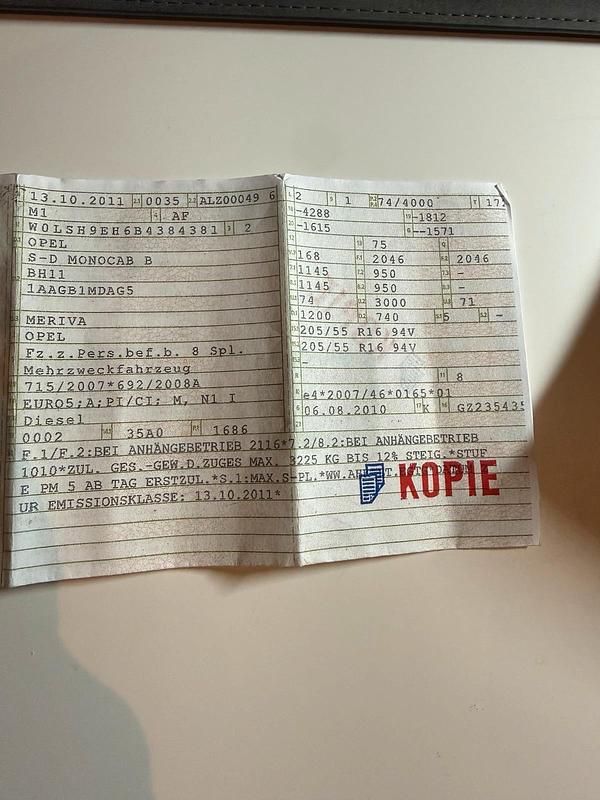 13.10.2011 0035 ALZ00049 6
M1 AF
W0LSH9EH6B4384381 2
OPEL
S-D MONOCAB B
BH11
1AAGB1MDAG5
MERIVA
OPEL
Fz.z.Pers.bef.b. 8 Spl.
Mehrzweckfahrzeug
715/2007*692/2008A
EURO5;A;PI/CI; M, N1 I
Diesel
0002 35A0 1686
2 1 74/4000
-4288 -1812
-1615 --1571
75
168 2046 2046
1145 950 -
1145 950 -
74 3000 71
1200 740 5 -
205/55 R16 94V
205/55 R16 94V
-
8
e4*2007/46*0165*01
06.08.2010 K GZ235435
F.1/F.2:BEI ANHÄNGEBETRIEB 2116*7.2/8.2:BEI ANHÄNGEBETRIEB
1010*ZUL. GES.-GEW.D.ZUGES MAX. 3225 KG BIS 12% STEIG.*STUF
E PM 5 AB TAG ERSTZUL.*S.1:MAX.S-PL.*WW.
UR EMISSIONSKLASSE: 13.10.2011*
KOPIE